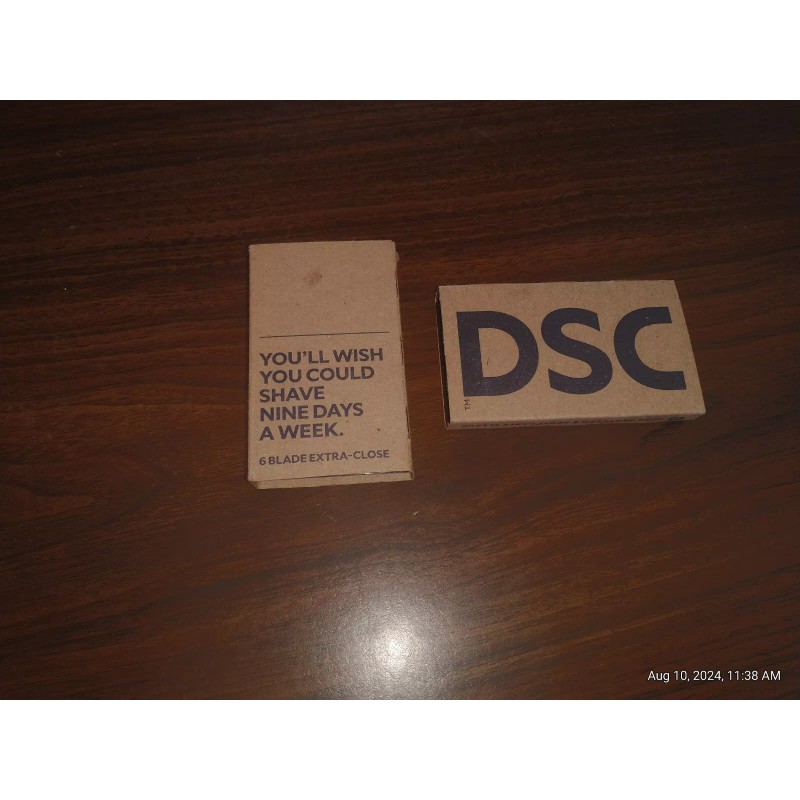 YOU'LL WISH
YOU COULD
SHAVE
NINE DAYS
A WEEK.
6 BLADE EXTRA-CLOSE
DSC
TM
Aug 10, 2024, 11:38 AM